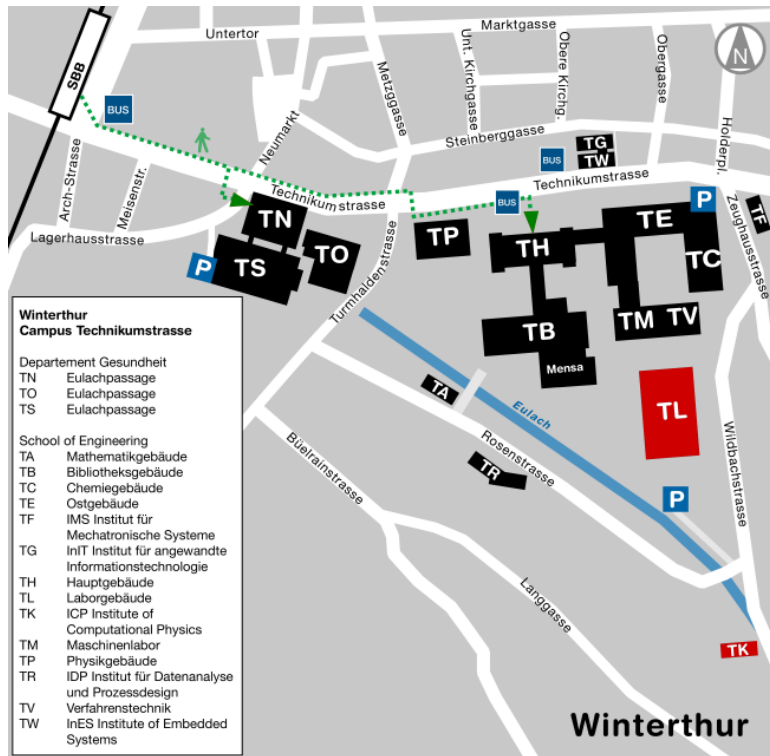 Marktgasse
Untertor
SBB
Unt. Kirchgasse
Obere Kirchg.
Obergasse
N
Metzggasse
BUS
Neumarkt
Steinberggasse
Holderpl.
TG
TW
BUS
Arch-Strasse
Meisenstr.
Technikumstrasse
Technikumstrasse
BUS
P
Zeughausstrasse
TF
Lagerhausstrasse
TN
TO
TS
P
TP
TH
TE
TC
Turmhaldenstrasse
TB
TM
TV
Mensa
TA
Eulach
TL
Rosenstrasse
TR
Büelrainstrasse
P
Wildbachstrasse
Langgasse
TK
Winterthur
Winterthur
Campus Technikumstrasse
Departement Gesundheit
TN Eulachpassage
TO Eulachpassage
TS Eulachpassage
School of Engineering
TA Mathematikgebäude
TB Bibliotheksgebäude
TC Chemiegebäude
TE Ostgebäude
TF IMS Institut für
Mechatronische Systeme
TG InIT Institut für angewandte
Informationstechnologie
TH Hauptgebäude
TL Laborgebäude
TK ICP Institute of
Computational Physics
TM Maschinenlabor
TP Physikgebäude
TR IDP Institut für Datenanalyse
und Prozessdesign
TV Verfahrenstechnik
TW InES Institute of Embedded
Systems